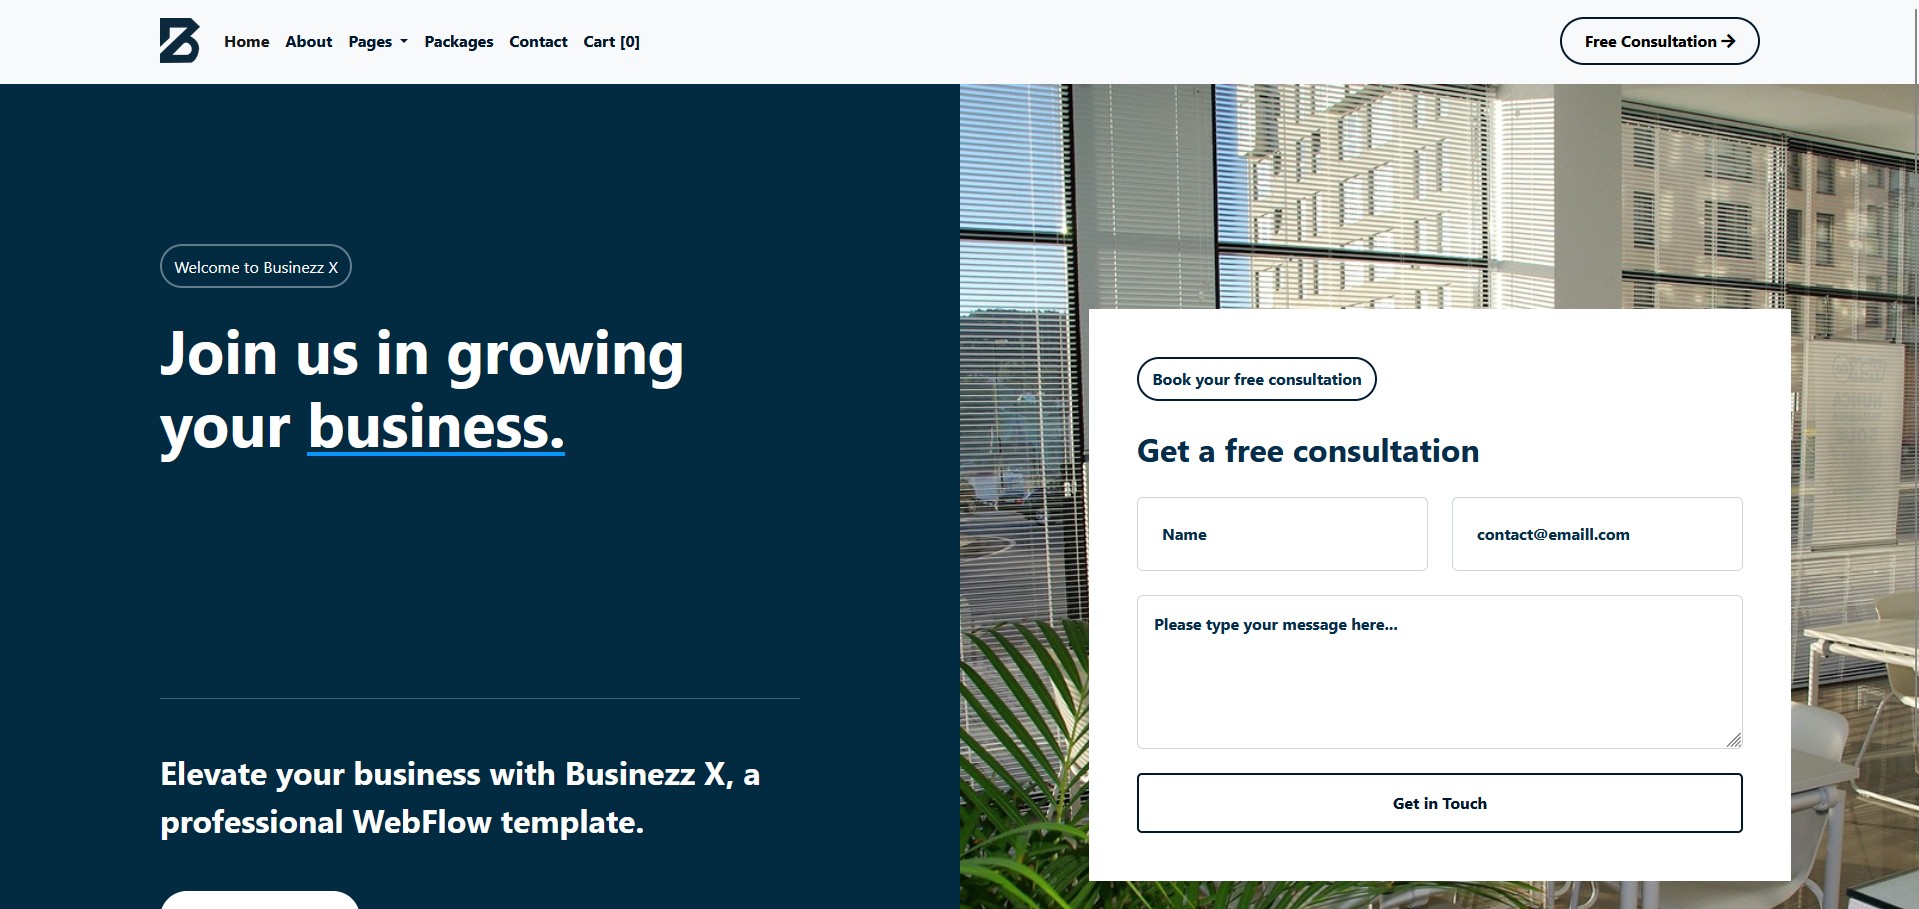 Home About Pages Packages Contact Cart [0]
Free Consultation
Welcome to Businezz X
Join us in growing
your business.
Elevate your business with Businezz X, a
professional WebFlow template.
Book your free consultation
Get a free consultation
Name
contact@emaill.com
Please type your message here...
Get in Touch